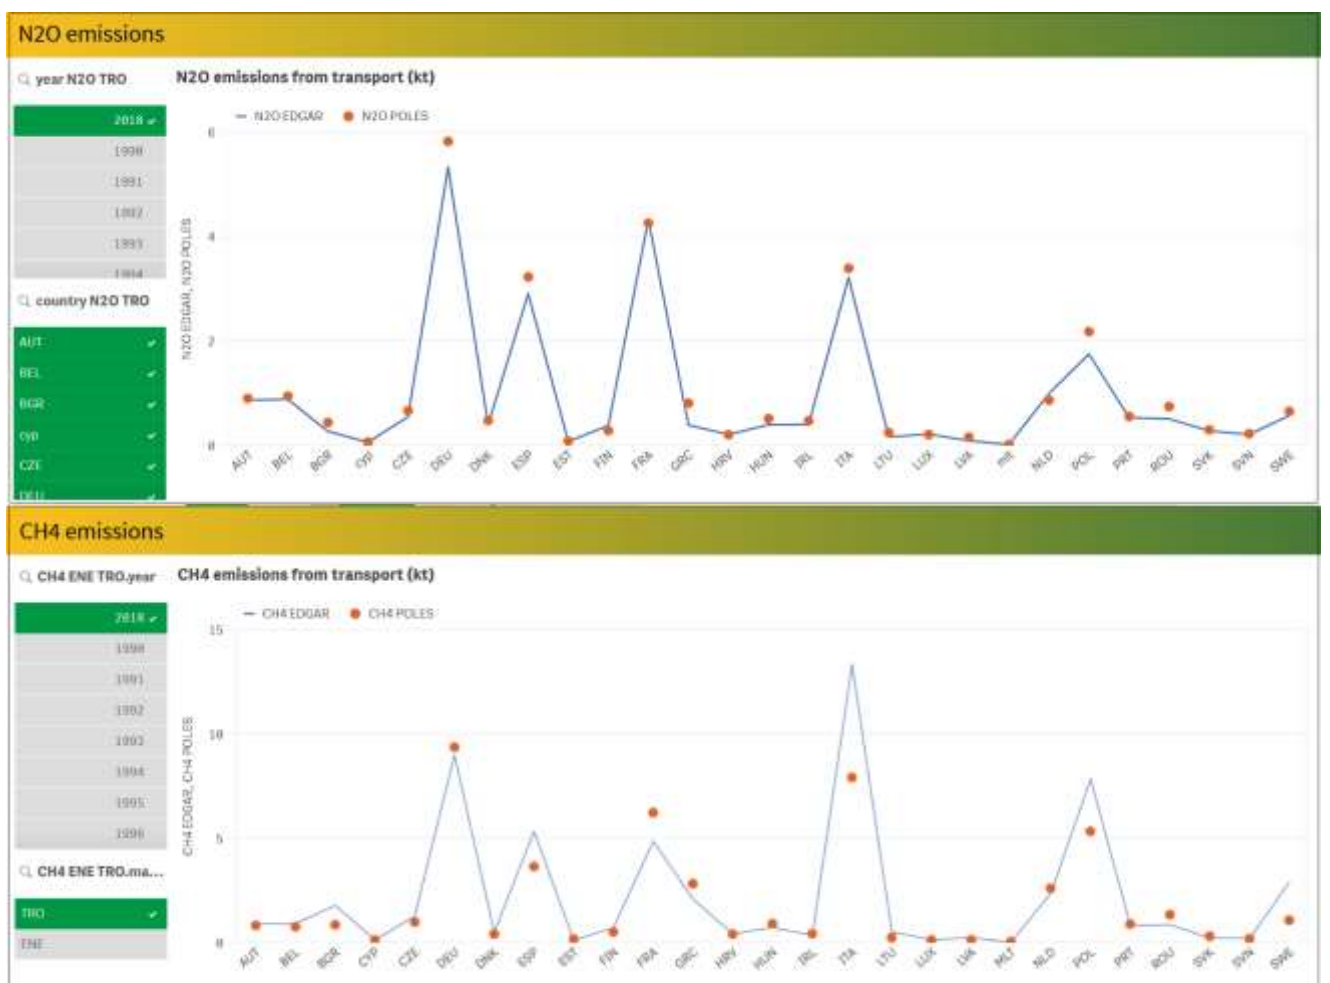 N2O emissions
year N2O TRO
2018
1990
1991
1992
1993
1994
country N2O TRO
AUT
BEL
BGR
cyp
CZE
DEU
N2O emissions from transport (kt)
N2O EDGAR N2O POLES
N2O EDGAR, N2O POLES
6
4
2
0
AUT BEL BGR cyp CZE DEU DNK ESP EST FIN FRA GRC HRV HUN IRL ITA LTU LUX LVA mlt NLD POL PRT ROU SVK SVN SWE
CH4 emissions
CH4 ENE TRO.year
2018
1990
1991
1992
1993
1994
1995
1996
CH4 ENE TRO.ma...
TRO
ENE
CH4 emissions from transport (kt)
CH4 EDGAR CH4 POLES
CH4 EDGAR, CH4 POLES
15
10
5
0
AUT BEL BGR CYP CZE DEU DNK ESP EST FIN FRA GRC HRV HUN IRL ITA LTU LUX LVA MLT NLD POL PRT ROU SVK SVN SWE